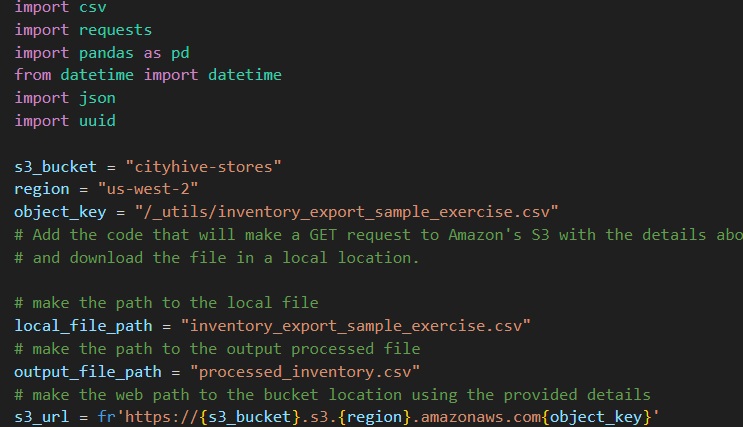 import csv
import requests
import pandas as pd
from datetime import datetime
import json
import uuid
s3_bucket = "cityhive-stores"
region = "us-west-2"
object_key = "/_utils/inventory_export_sample_exercise.csv"
# Add the code that will make a GET request to Amazon's S3 with the details abo
# and download the file in a local location.
# make the path to the local file
local_file_path = "inventory_export_sample_exercise.csv"
# make the path to the output processed file
output_file_path = "processed_inventory.csv"
# make the web path to the bucket location using the provided details
s3_url = fr'https://{s3_bucket}.s3.{region}.amazonaws.com{object_key}'